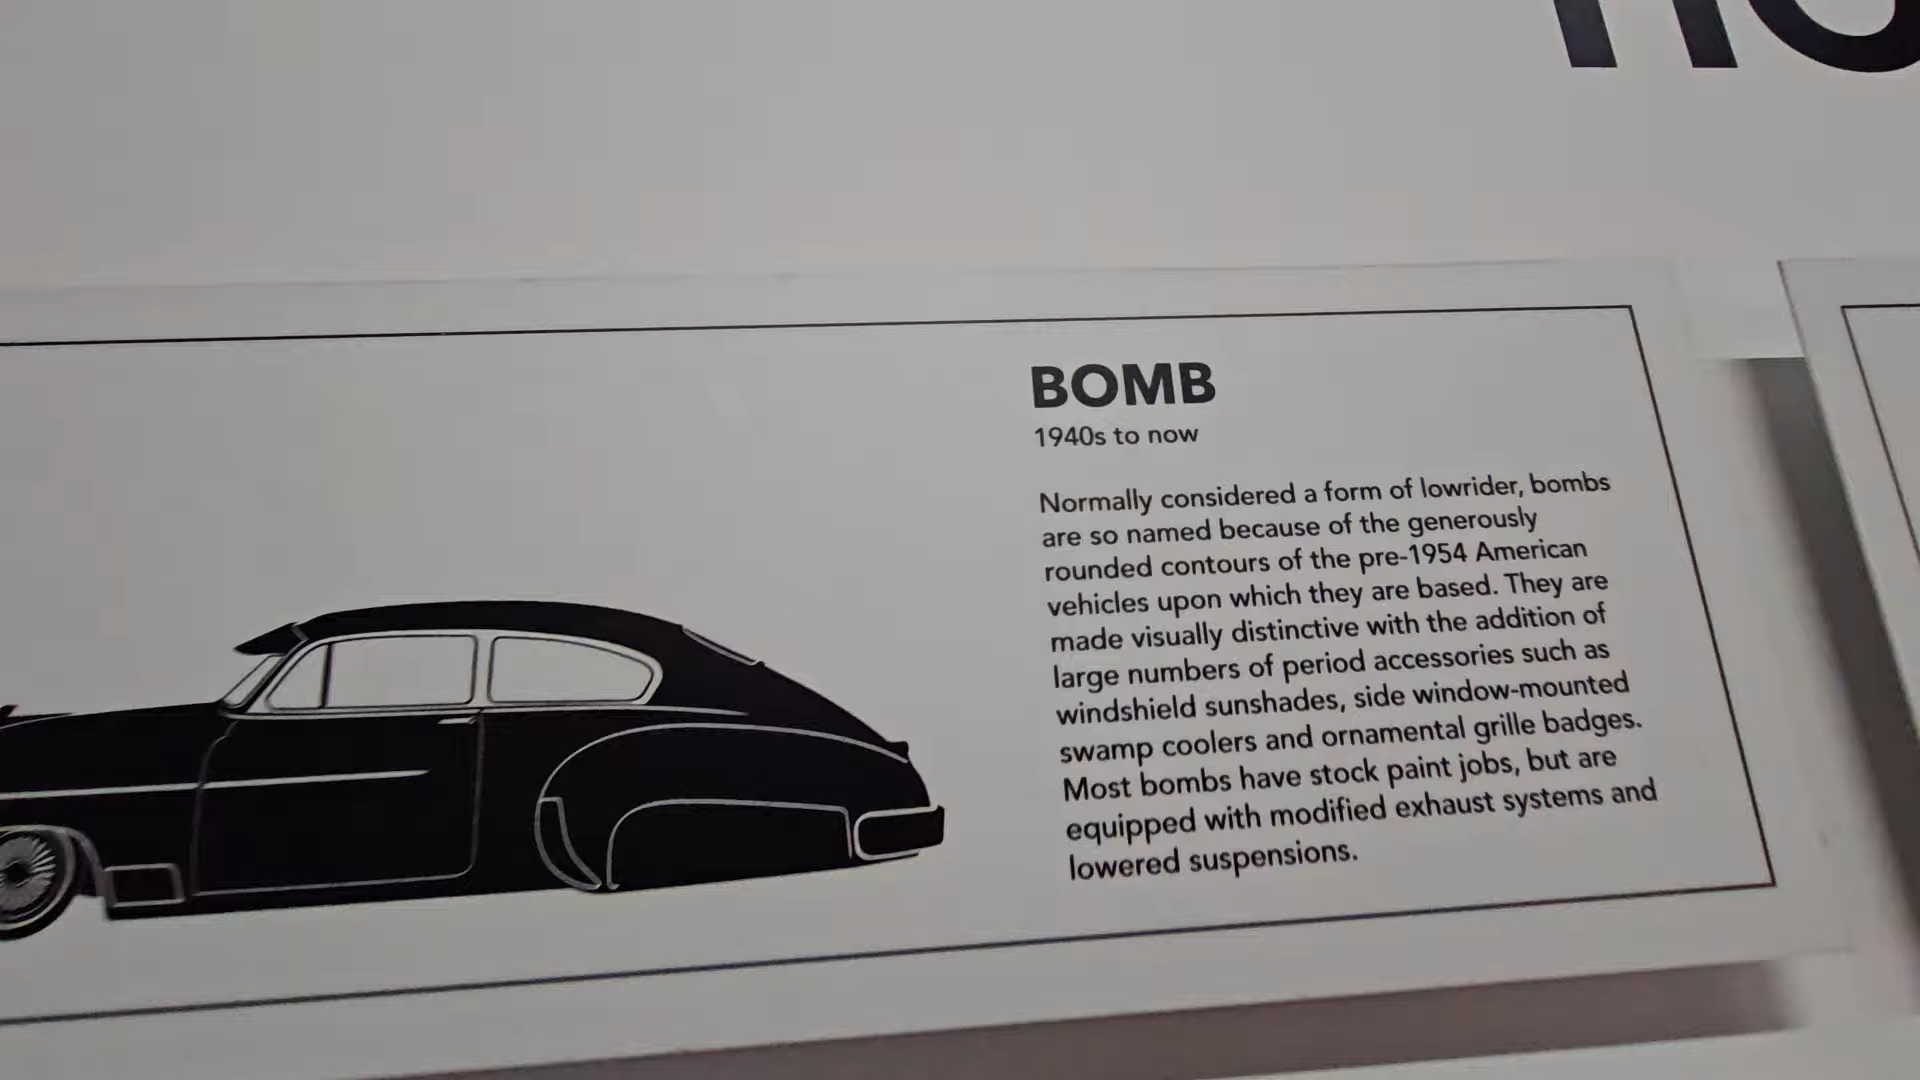 BOMB
1940s to now
Normally considered a form of lowrider, bombs
are so named because of the generously
rounded contours of the pre-1954 American
vehicles upon which they are based. They are
made visually distinctive with the addition of
large numbers of period accessories such as
windshield sunshades, side window-mounted
swamp coolers and ornamental grille badges.
Most bombs have stock paint jobs, but are
equipped with modified exhaust systems and
lowered suspensions.